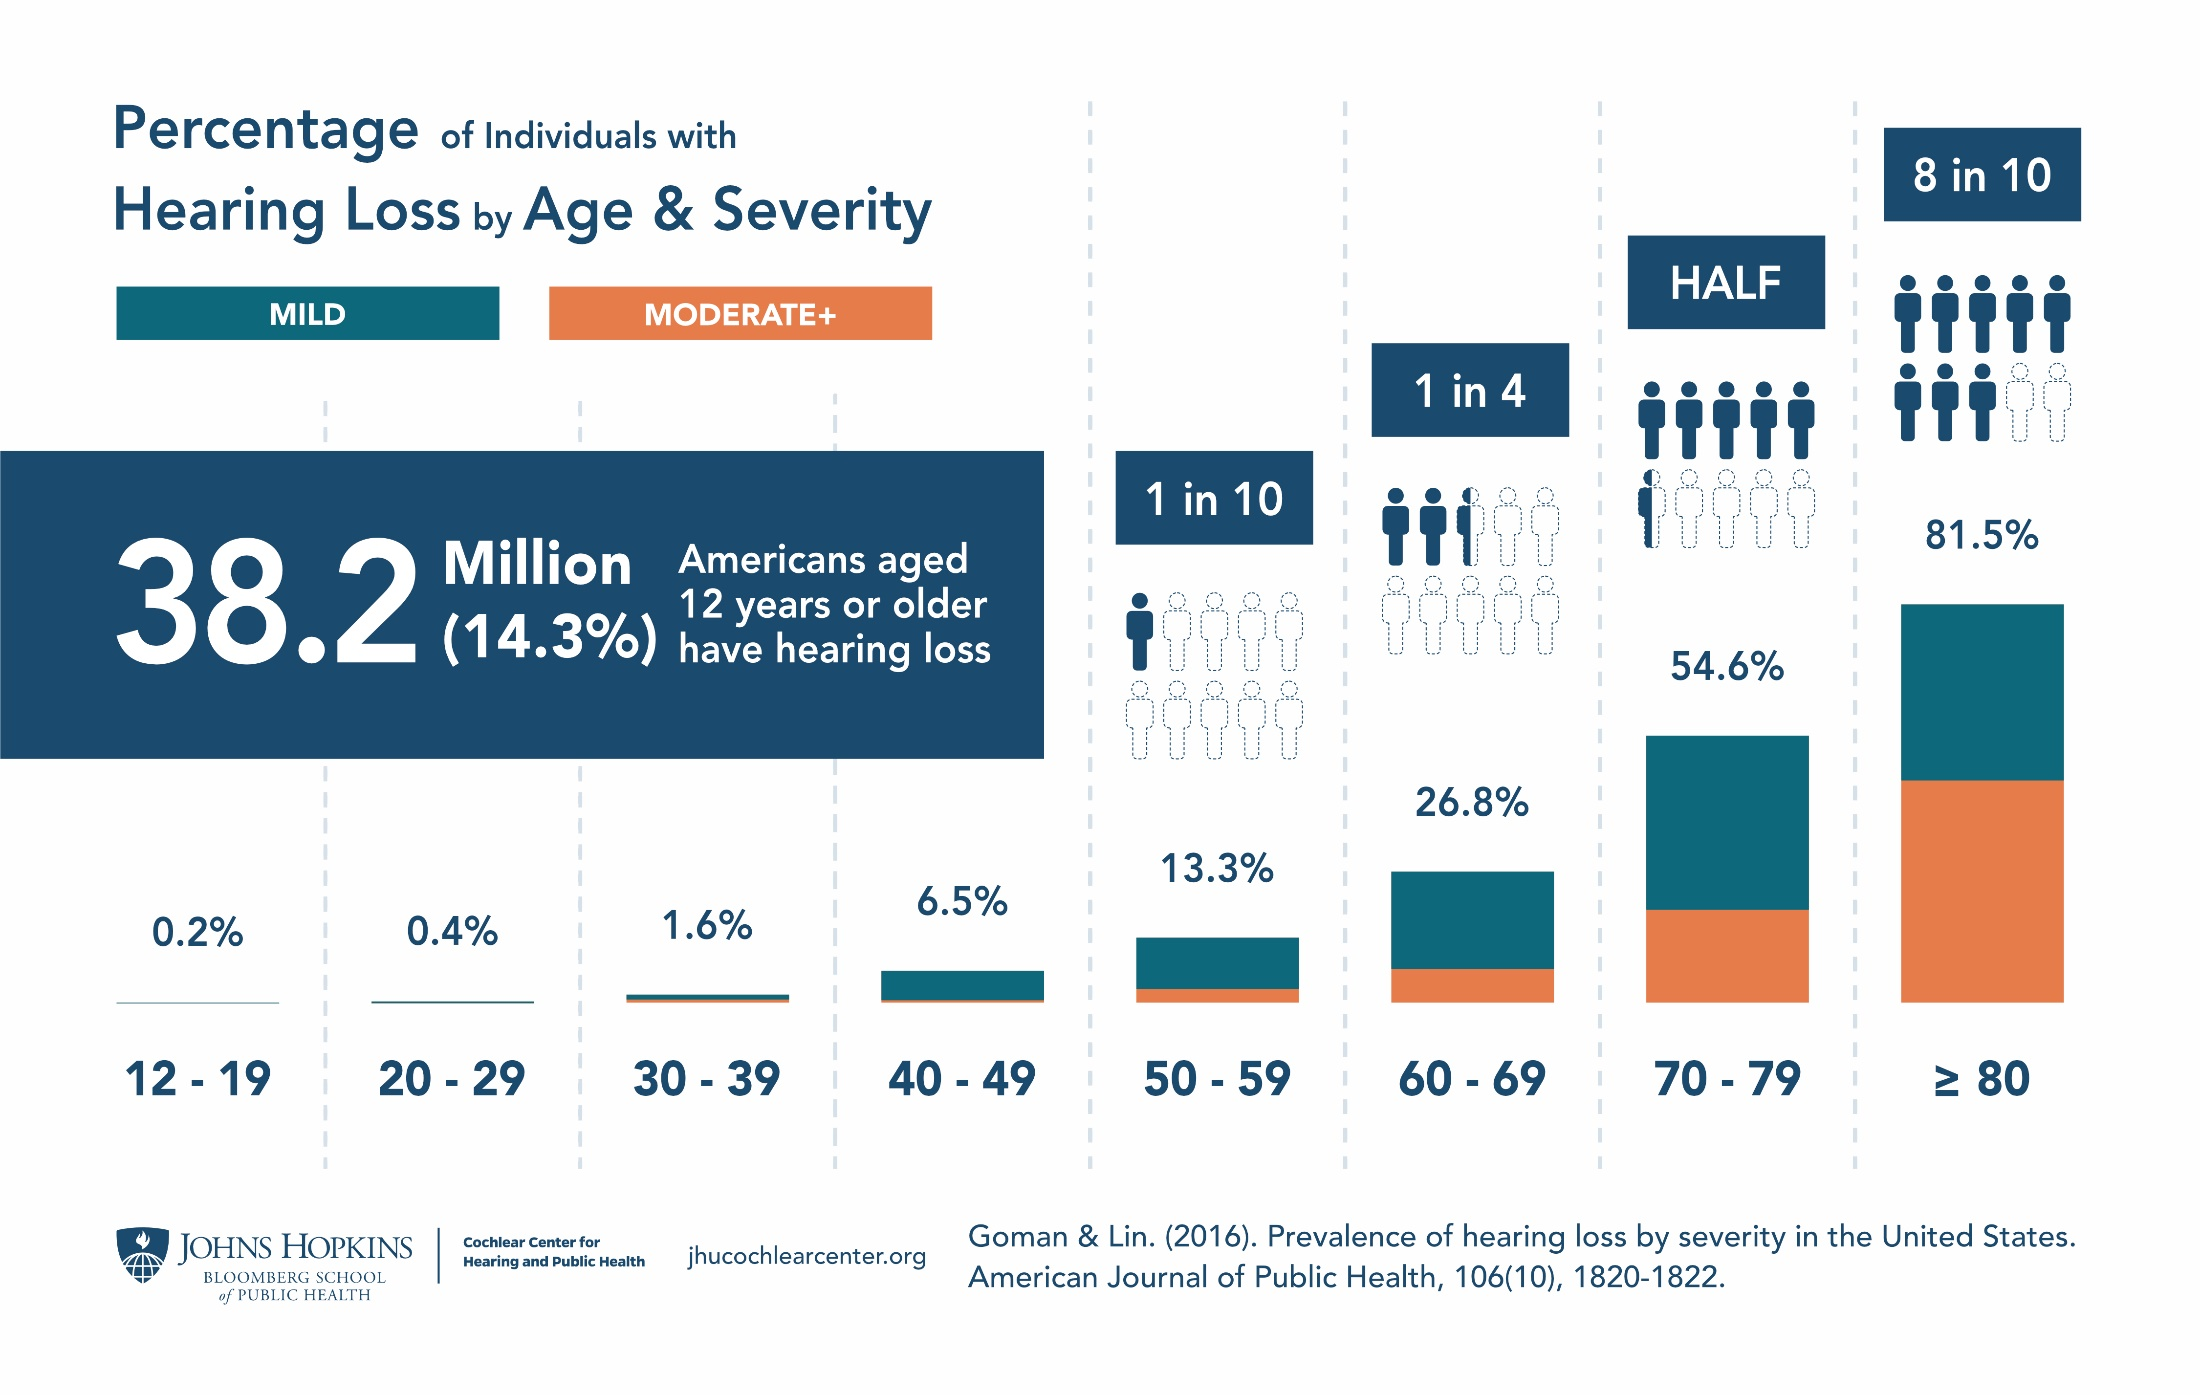 Percentage of Individuals with
Hearing Loss by Age & Severity
MILD
MODERATE+
38.2 Million (14.3%)
Americans aged
12 years or older
have hearing loss
1 in 10
1 in 4
HALF
8 in 10
0.2%
0.4%
1.6%
6.5%
13.3%
26.8%
54.6%
81.5%
12 - 19
20 - 29
30 - 39
40 - 49
50 - 59
60 - 69
70 - 79
≥ 80
JOHNS HOPKINS
BLOOMBERG SCHOOL
of PUBLIC HEALTH
Cochlear Center for
Hearing and Public Health
jhucochlearcenter.org
Goman & Lin. (2016). Prevalence of hearing loss by severity in the United States.
American Journal of Public Health, 106(10), 1820-1822.